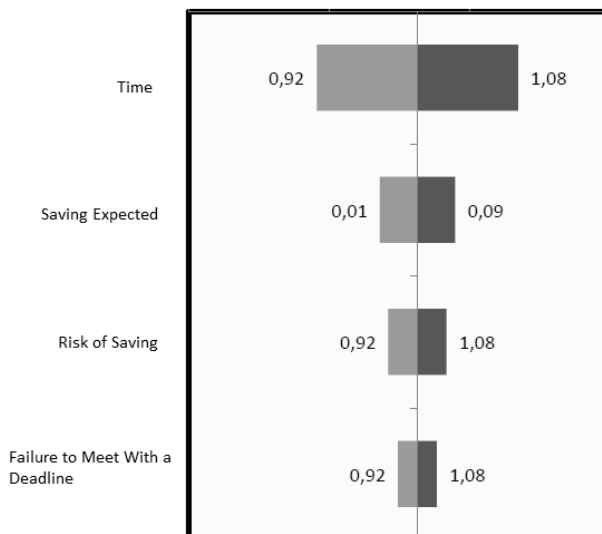 Time
0,92
1,08
Saving Expected
0,01
0,09
Risk of Saving
0,92
1,08
Failure to Meet With a
Deadline
0,92
1,08